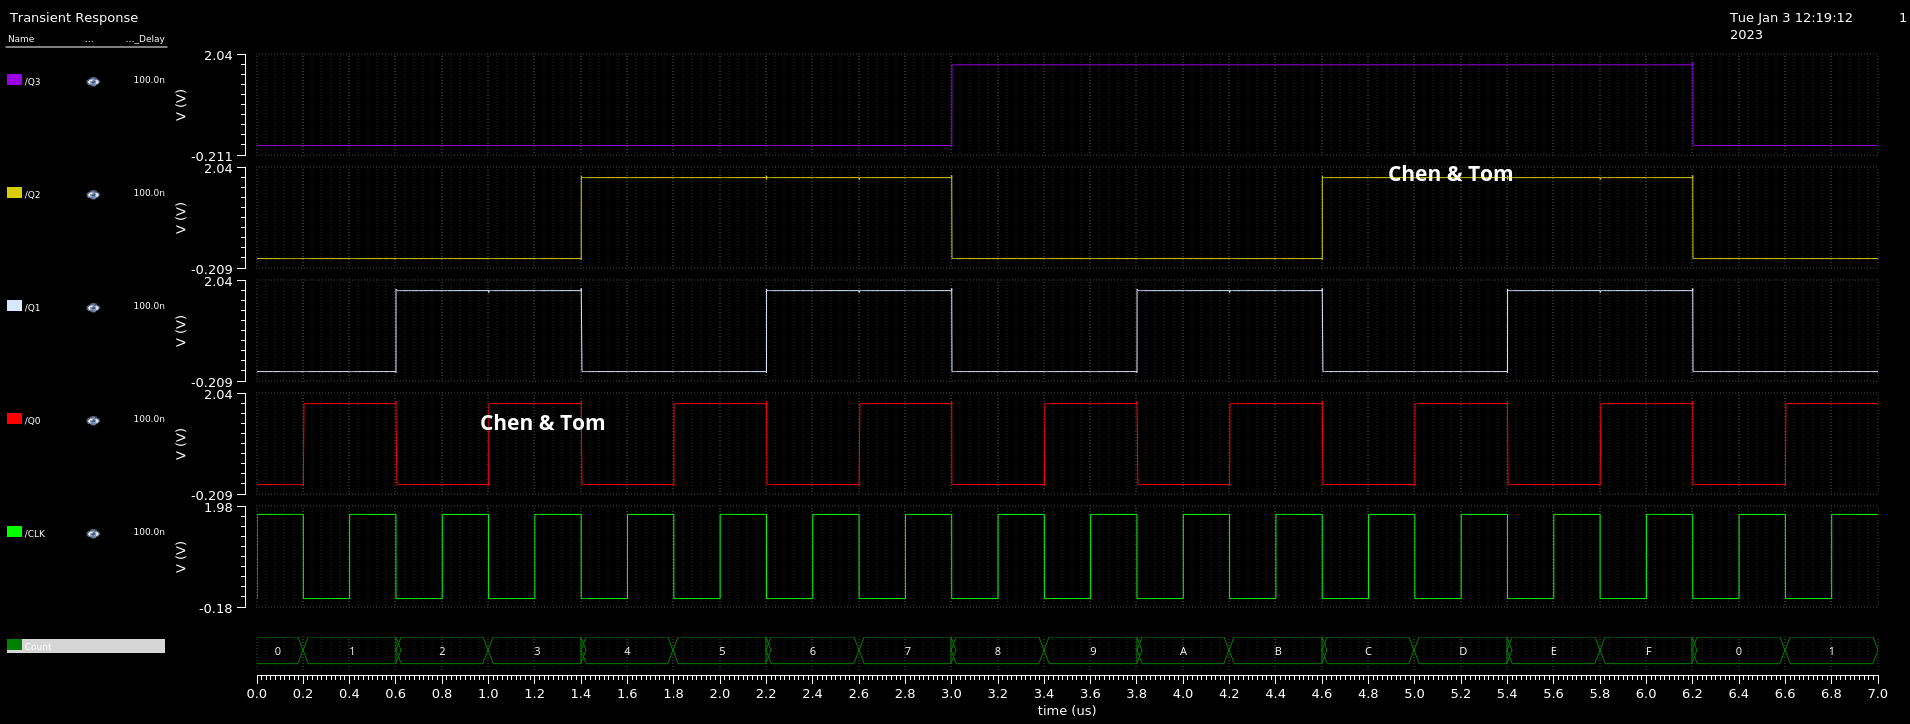 Transient Response
Tue Jan 3 12:19:12 1
2023
Name ... ..._Delay
2.04
/Q3 100.0n
V (V)
-0.211
2.04
Chen & Tom
/Q2 100.0n
V (V)
-0.209
2.04
/Q1 100.0n
V (V)
-0.209
2.04
/Q0 100.0n
Chen & Tom
V (V)
-0.209
1.98
/CLK 100.0n
V (V)
-0.18
Count 0 1 2 3 4 5 6 7 8 9 A B C D E F 0 1
0.0 0.2 0.4 0.6 0.8 1.0 1.2 1.4 1.6 1.8 2.0 2.2 2.4 2.6 2.8 3.0 3.2 3.4 3.6 3.8 4.0 4.2 4.4 4.6 4.8 5.0 5.2 5.4 5.6 5.8 6.0 6.2 6.4 6.6 6.8 7.0
time (us)